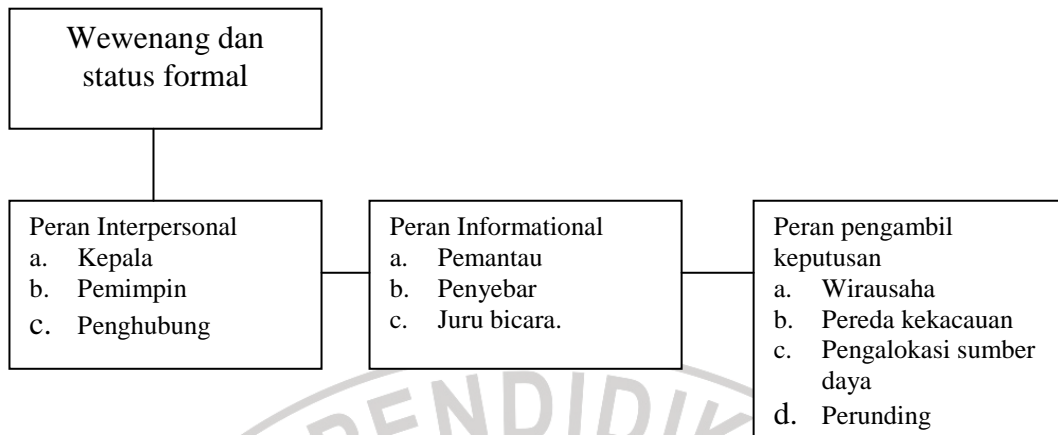 Wewenang dan
status formal
Peran Interpersonal
a. Kepala
b. Pemimpin
c. Penghubung
Peran Informational
a. Pemantau
b. Penyebar
c. Juru bicara.
Peran pengambil
keputusan
a. Wirausaha
b. Pereda kekacauan
c. Pengalokasi sumber
daya
d. Perunding
PENDIDIK